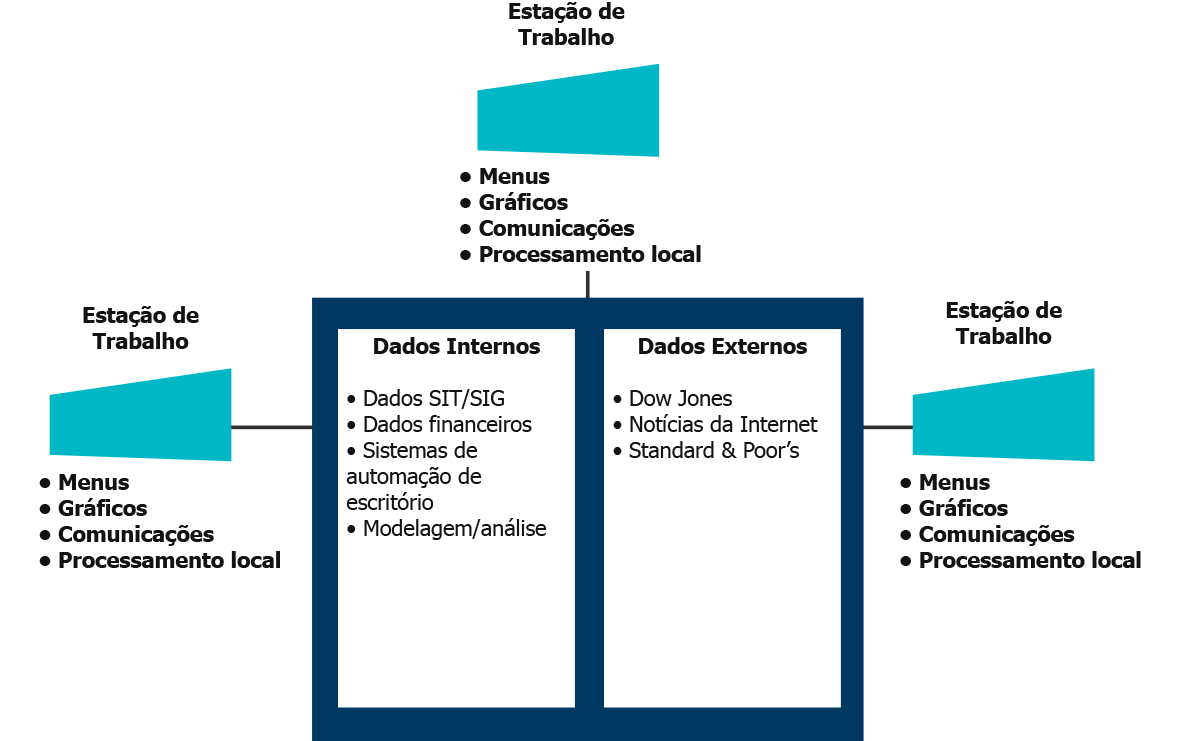 Estação de
Trabalho
• Menus
• Gráficos
• Comunicações
• Processamento local
Estação de
Trabalho
• Menus
• Gráficos
• Comunicações
• Processamento local
Dados Internos
• Dados SIT/SIG
• Dados financeiros
• Sistemas de
automação de
escritório
• Modelagem/análise
Dados Externos
• Dow Jones
• Notícias da Internet
• Standard & Poor’s
Estação de
Trabalho
• Menus
• Gráficos
• Comunicações
• Processamento local